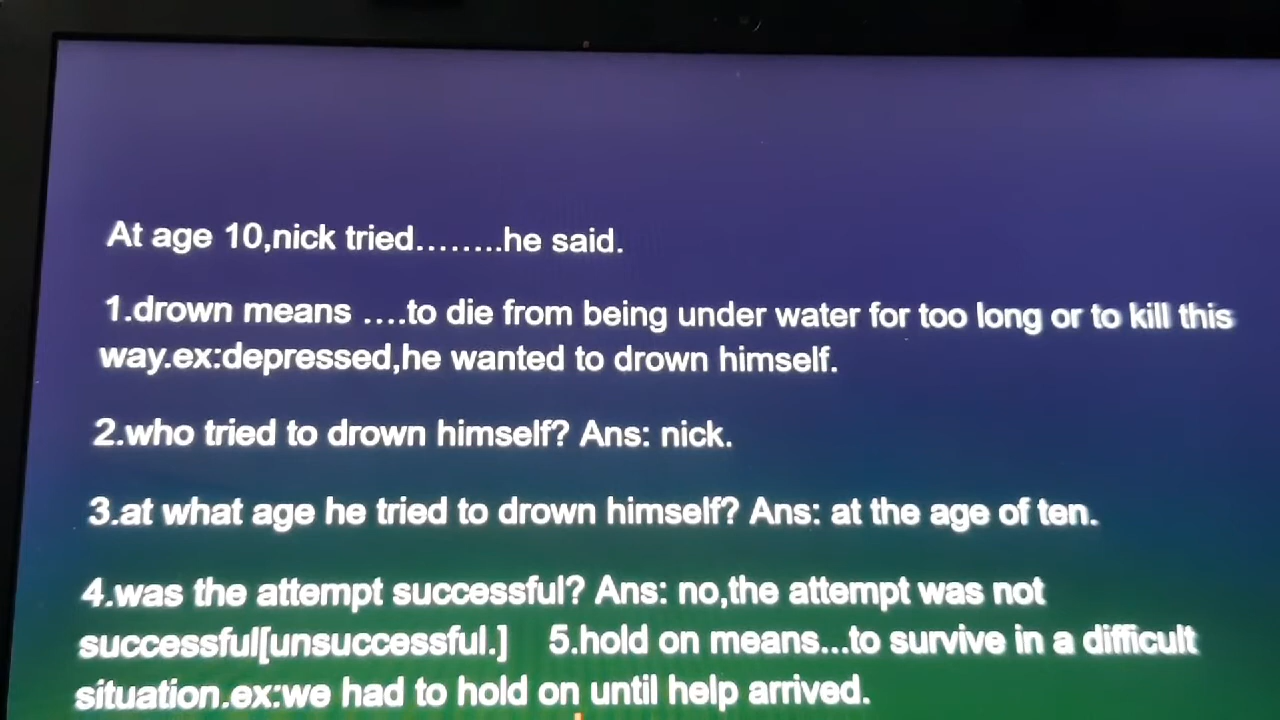 At age 10,nick tried........he said.
1.drown means ....to die from being under water for too long or to kill this
way.ex:depressed,he wanted to drown himself.
2.who tried to drown himself? Ans: nick.
3.at what age he tried to drown himself? Ans: at the age of ten.
4.was the attempt successful? Ans: no,the attempt was not
successful[unsuccessful.] 5.hold on means...to survive in a difficult
situation.ex:we had to hold on until help arrived.